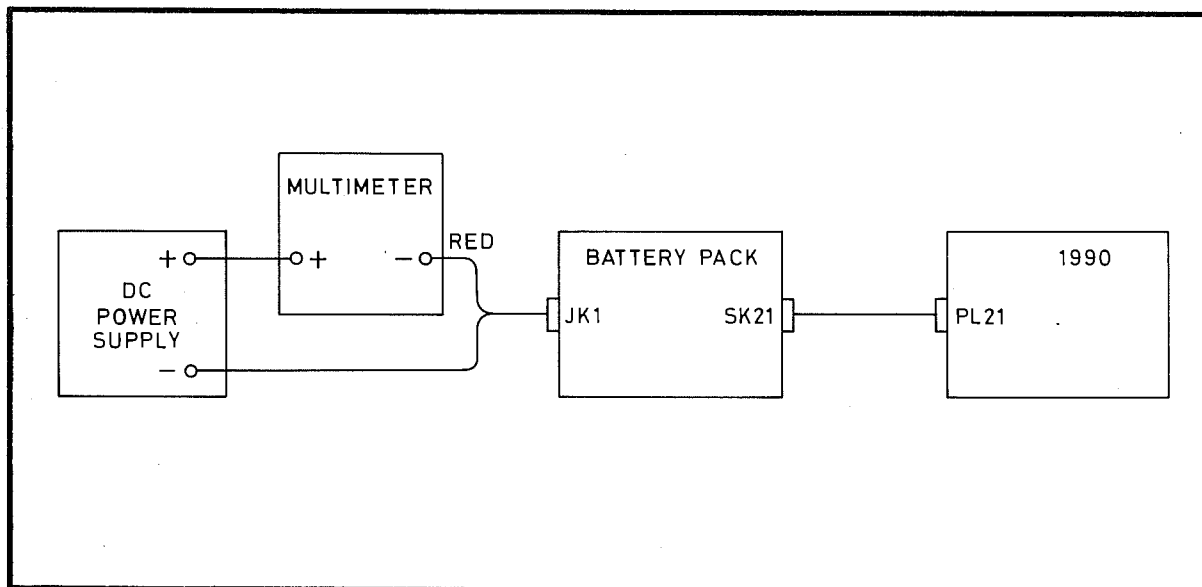 MULTIMETER
+ -
RED
+
DC
POWER
SUPPLY
-
BATTERY PACK
JK1
SK21
1990
PL21